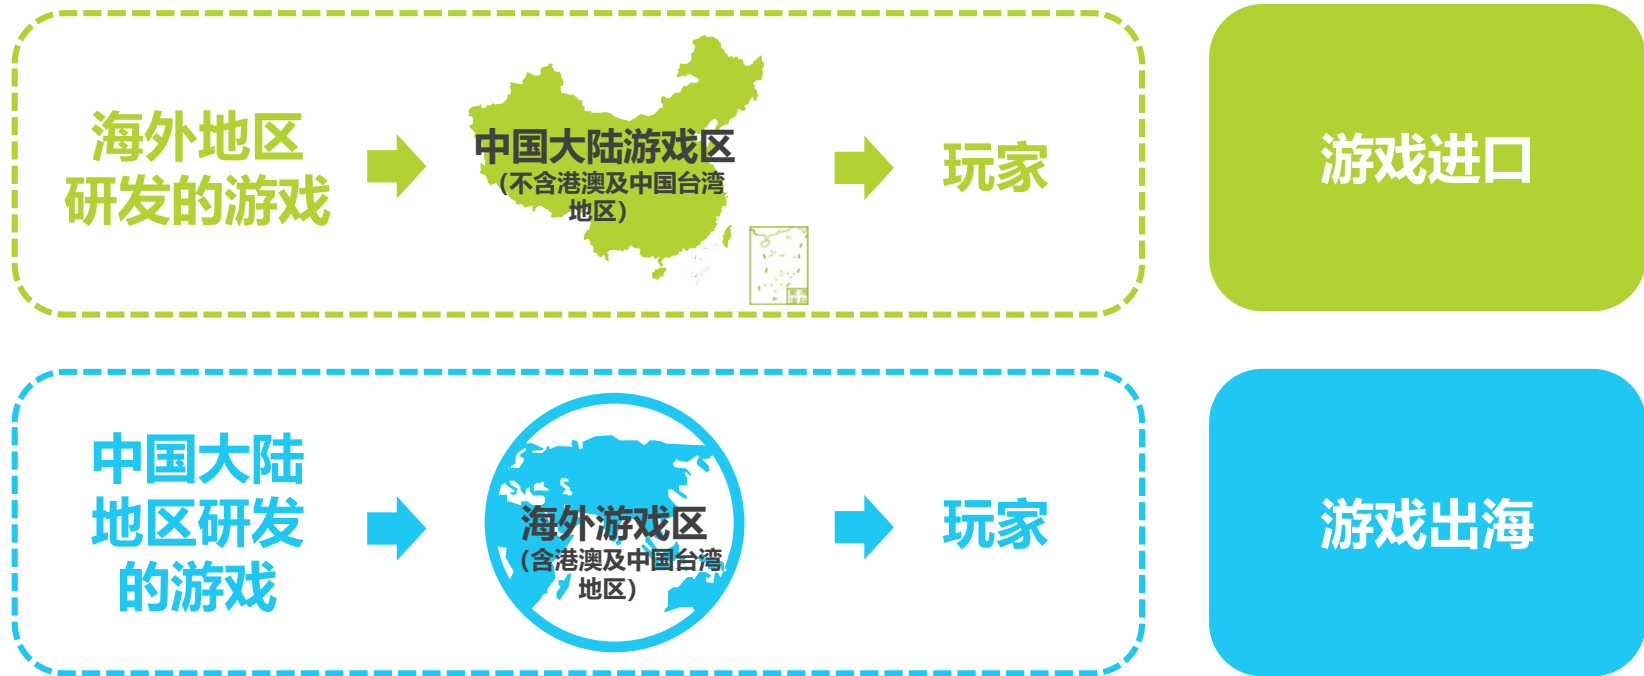 海外地区
研发的游戏
中国大陆游戏区
（不含港澳及中国台湾
地区）
玩家
游戏进口
中国大陆
地区研发
的游戏
海外游戏区
（含港澳及中国台湾
地区）
玩家
游戏出海